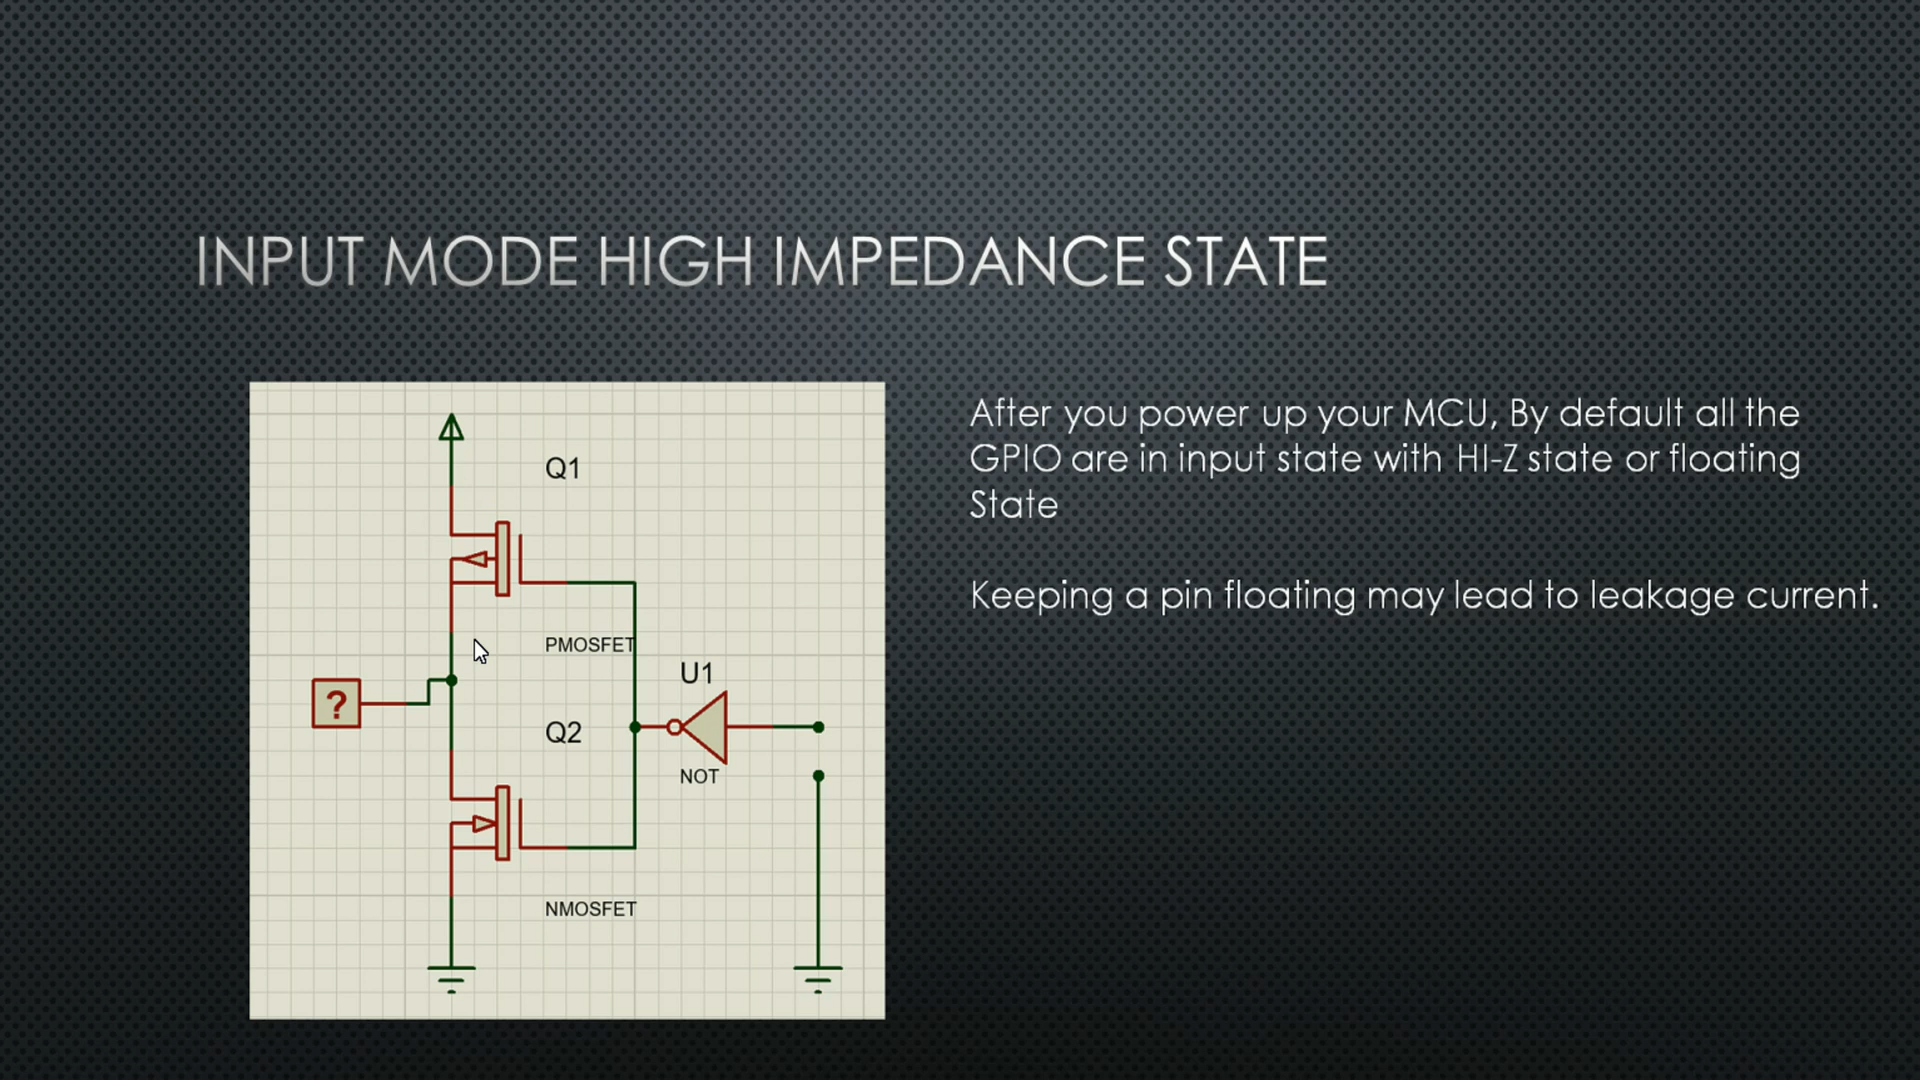 INPUT MODE HIGH IMPEDANCE STATE
After you power up your MCU, By default all the
GPIO are in input state with HI-Z state or floating
State
Keeping a pin floating may lead to leakage current.
Q1
PMOSFET
U1
?
Q2
NOT
NMOSFET